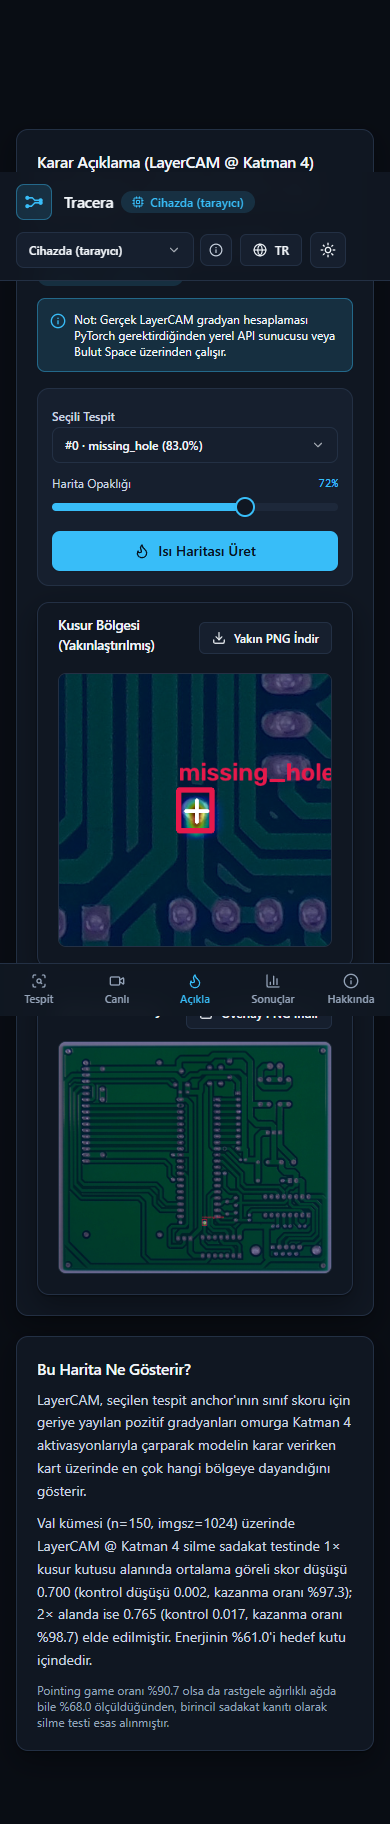 Karar Açıklama (LayerCAM @ Katman 4)
Tracera
Cihazda (tarayıcı)
Cihazda (tarayıcı)
TR
Not: Gerçek LayerCAM gradyan hesaplaması
PyTorch gerektirdiğinden yerel API sunucusu veya
Bulut Space üzerinden çalışır.
Seçili Tespit
#0 · missing_hole (83.0%)
Harita Opaklığı
72%
Isı Haritası Üret
Kusur Bölgesi
(Yakınlaştırılmış)
Yakın PNG İndir
missing_hole
Tespit
Canlı
Açıkla
Sonuçlar
Hakkında
Overlay PNG İndir
Bu Harita Ne Gösterir?
LayerCAM, seçilen tespit anchor'ının sınıf skoru için
geriye yayılan pozitif gradyanları omurga Katman 4
aktivasyonlarıyla çarparak modelin karar verirken
kart üzerinde en çok hangi bölgeye dayandığını
gösterir.
Val kümesi (n=150, imgsz=1024) üzerinde
LayerCAM @ Katman 4 silme sadakat testinde 1×
kusur kutusu alanında ortalama göreli skor düşüşü
0.700 (kontrol düşüşü 0.002, kazanma oranı %97.3);
2× alanda ise 0.765 (kontrol 0.017, kazanma oranı
%98.7) elde edilmiştir. Enerjinin %61.0'i hedef kutu
içindedir.
Pointing game oranı %90.7 olsa da rastgele ağırlıklı ağda
bile %68.0 ölçüldüğünden, birincil sadakat kanıtı olarak
silme testi esas alınmıştır.